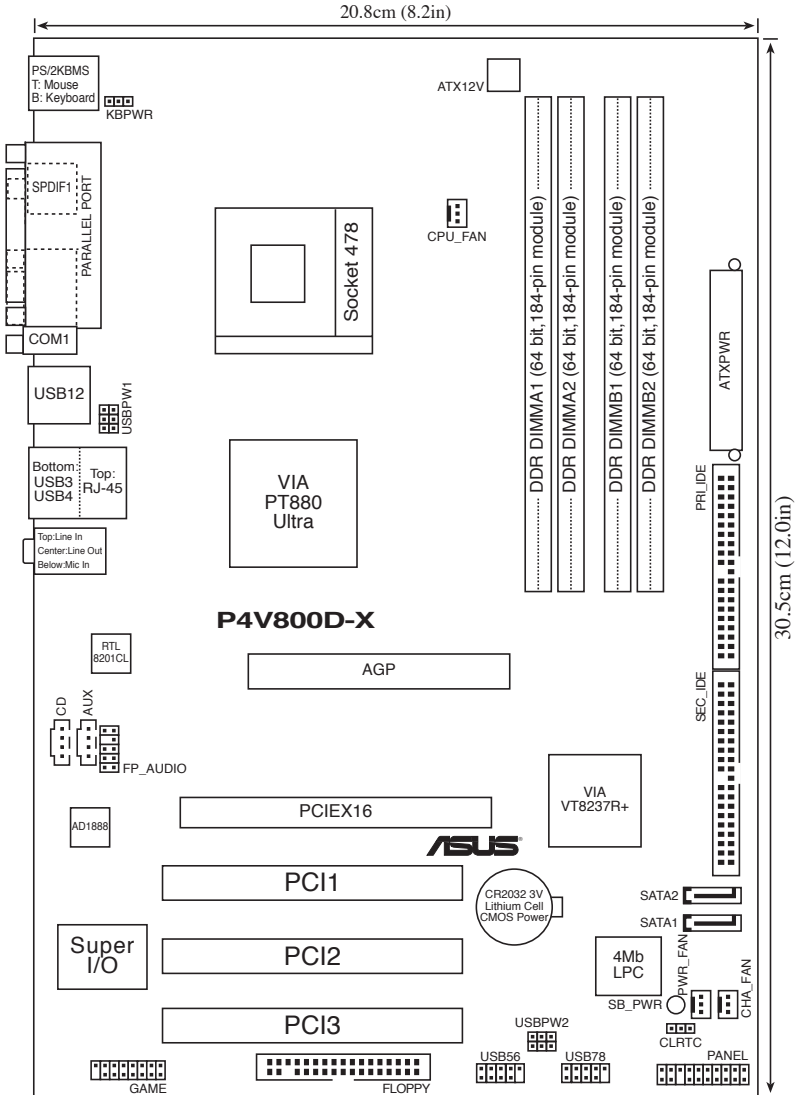 20.8cm (8.2in)
PS/2KBMS
T: Mouse
B: Keyboard
KBPWR
ATX12V
SPDIF1
PARALLEL PORT
CPU_FAN
Socket 478
DDR DIMMA1 (64 bit,184-pin module)
DDR DIMMA2 (64 bit,184-pin module)
DDR DIMMB1 (64 bit,184-pin module)
DDR DIMMB2 (64 bit,184-pin module)
ATXPWR
COM1
USB12
USBPW1
Bottom:
USB3
USB4
Top:
RJ-45
VIA
PT880
Ultra
PRI_IDE
30.5cm (12.0in)
Top:Line In
Center:Line Out
Below:Mic In
P4V800D-X
RTL
8201CL
AGP
SEC_IDE
CD
AUX
FP_AUDIO
VIA
VT8237R+
PCIEX16
AD1888
ASUS
®
PCI1
CR2032 3V
Lithium Cell
CMOS Power
SATA2
SATA1
Super
I/O
PCI2
4Mb
LPC
PWR_FAN
CHA_FAN
SB_PWR
PCI3
USBPW2
CLRTC
GAME
FLOPPY
USB56
USB78
PANEL